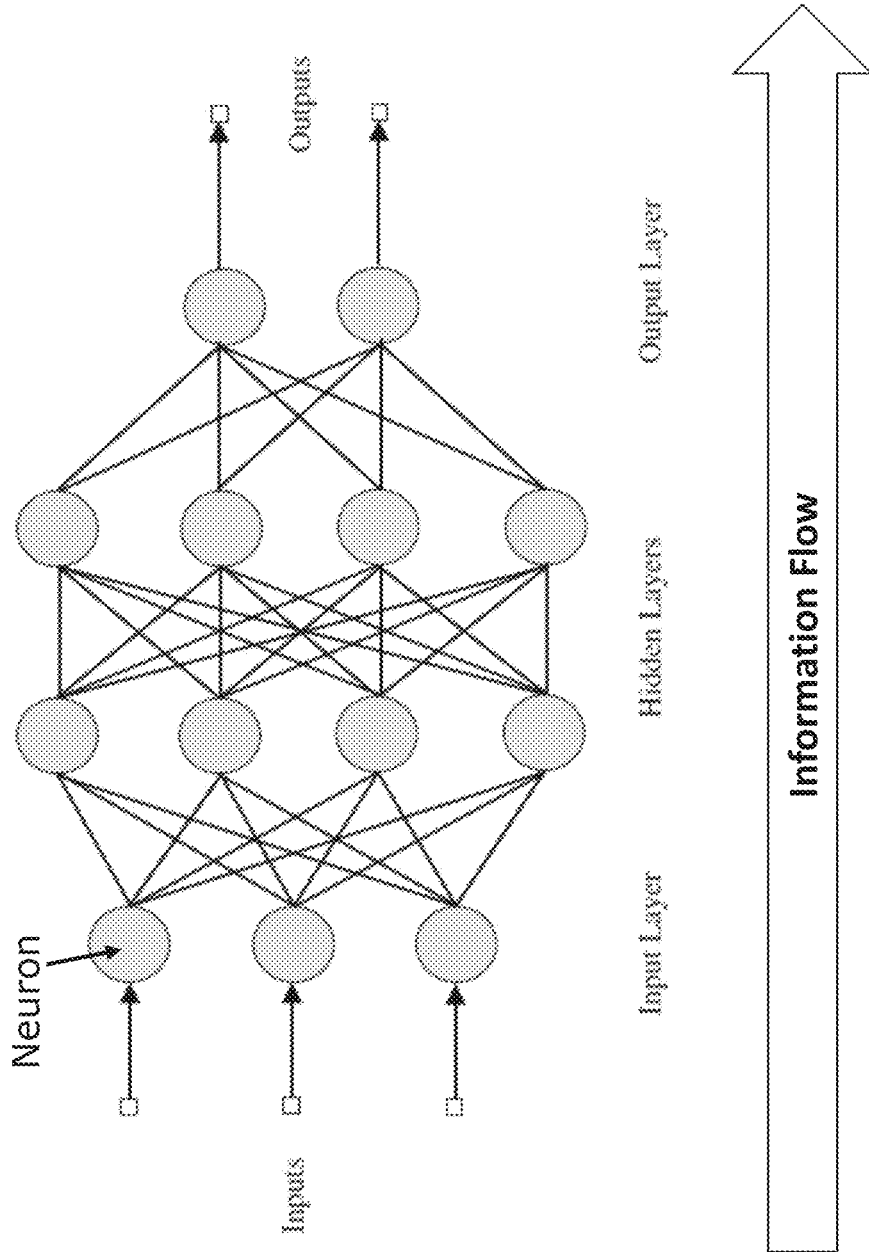 Neuron
Inputs
Outputs
Input Layer
Hidden Layers
Output Layer
Information Flow